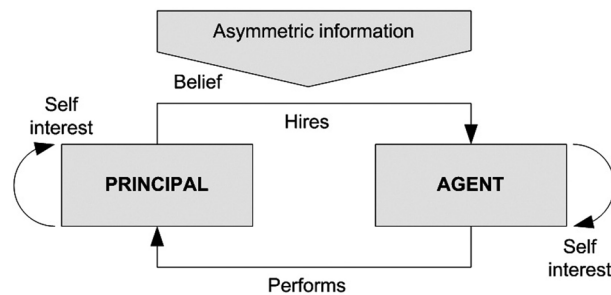 Asymmetric information
Belief
Self
interest
Hires
PRINCIPAL
AGENT
Self
interest
Performs